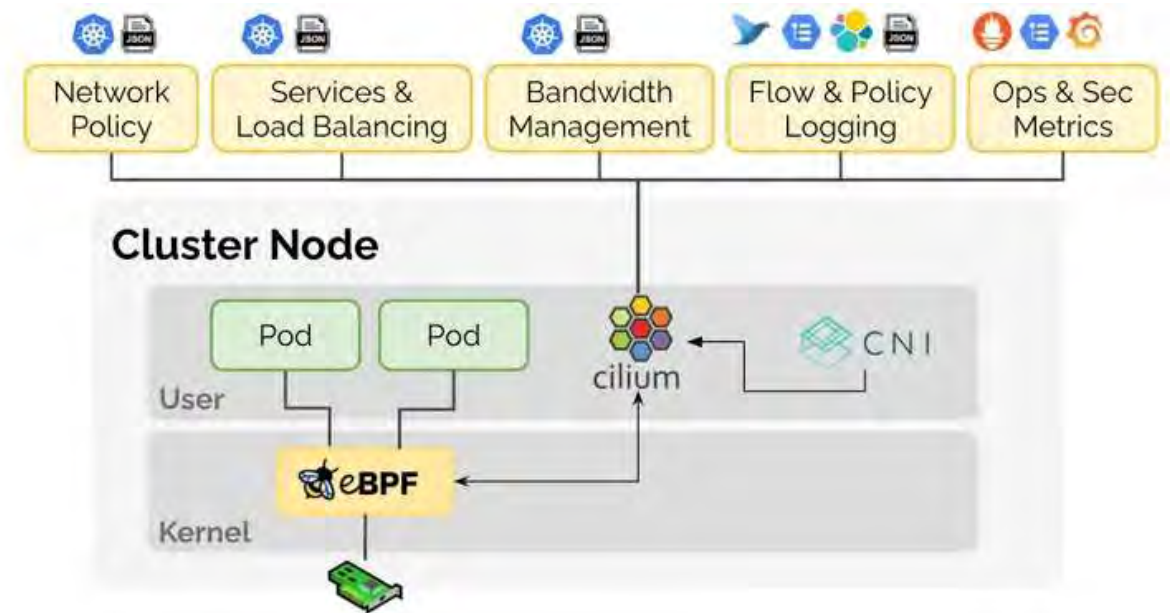 JSON
JSON
JSON
JSON
Network
Policy
Services &
Load Balancing
Bandwidth
Management
Flow & Policy
Logging
Ops & Sec
Metrics
Cluster Node
Pod
Pod
cilium
CNI
User
eBPF
Kernel